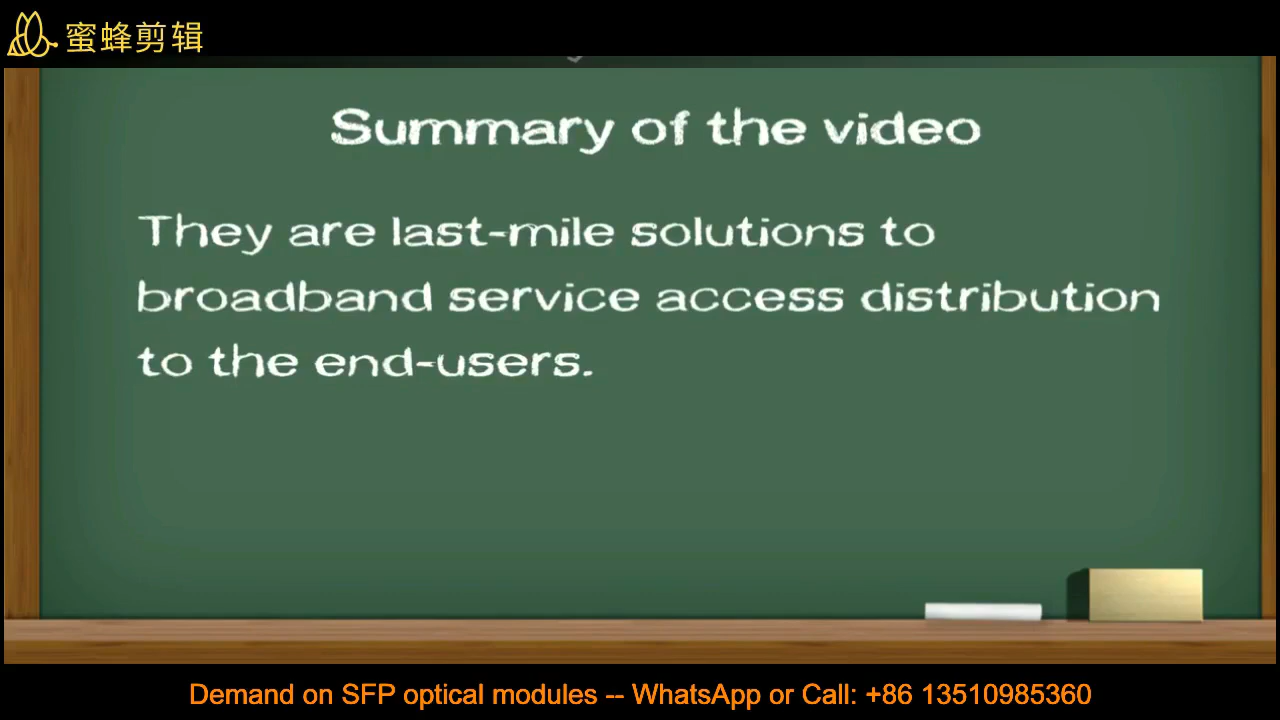 蜜蜂剪辑
Summary of the video
They are last-mile solutions to
broadband service access distribution
to the end-users.
Demand on SFP optical modules -- WhatsApp or Call: +86 13510985360